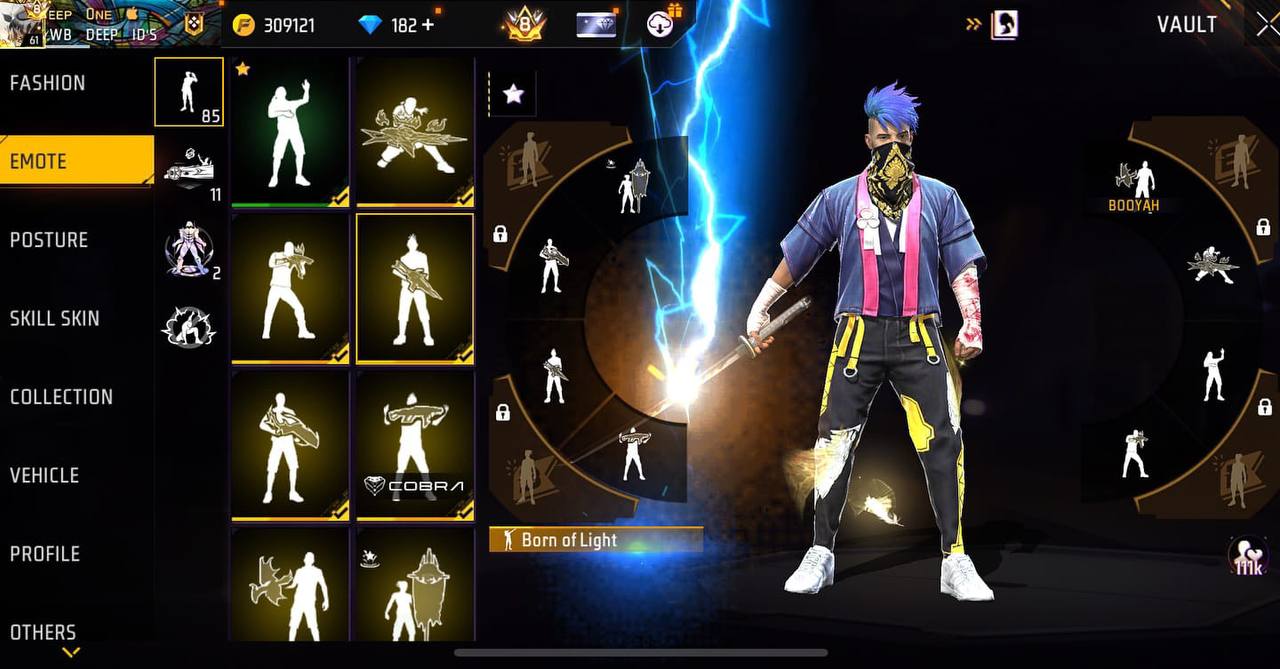 EEP ONE
WB DEEP ID'S
61
8
309121
182 +
8
VAULT
FASHION
EMOTE
POSTURE
SKILL SKIN
COLLECTION
VEHICLE
PROFILE
OTHERS
85
11
2
COBRA
BOOYAH
Born of Light
111k